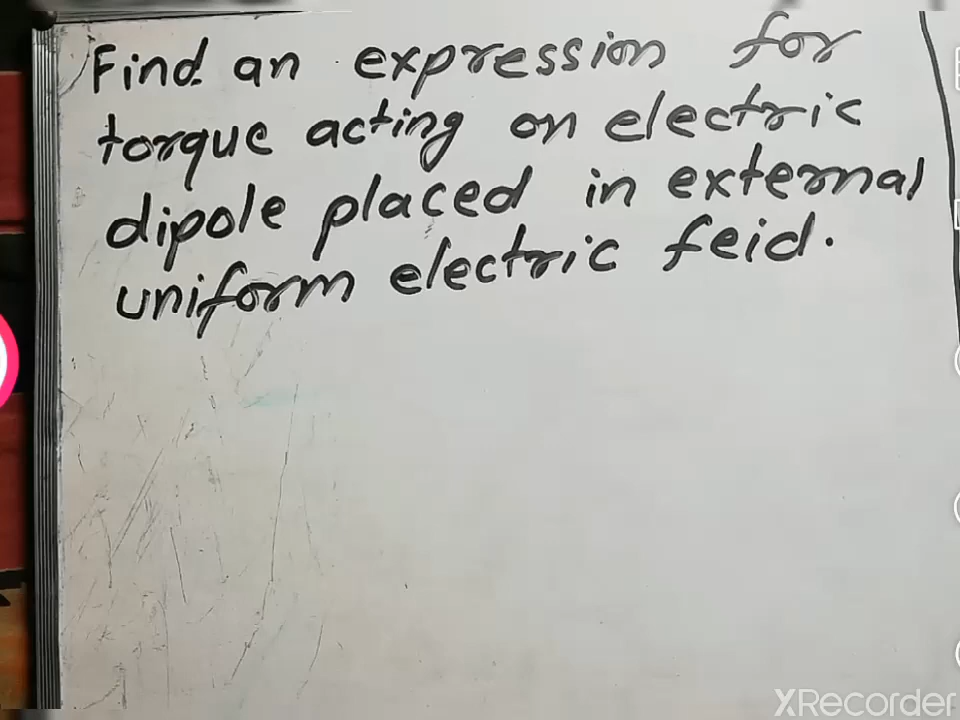 Find an expression for
torque acting on electric
dipole placed in external
uniform electric feid.
XRecorder